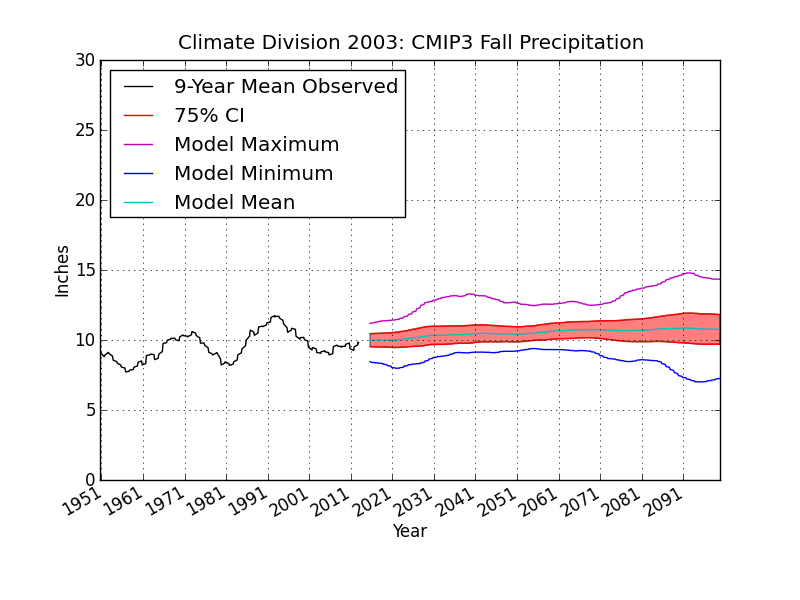 Climate Division 2003: CMIP3 Fall Precipitation
30
25
20
15
10
5
0
Inches
9-Year Mean Observed
75% CI
Model Maximum
Model Minimum
Model Mean
1951 1961 1971 1981 1991 2001 2011 2021 2031 2041 2051 2061 2071 2081 2091
Year